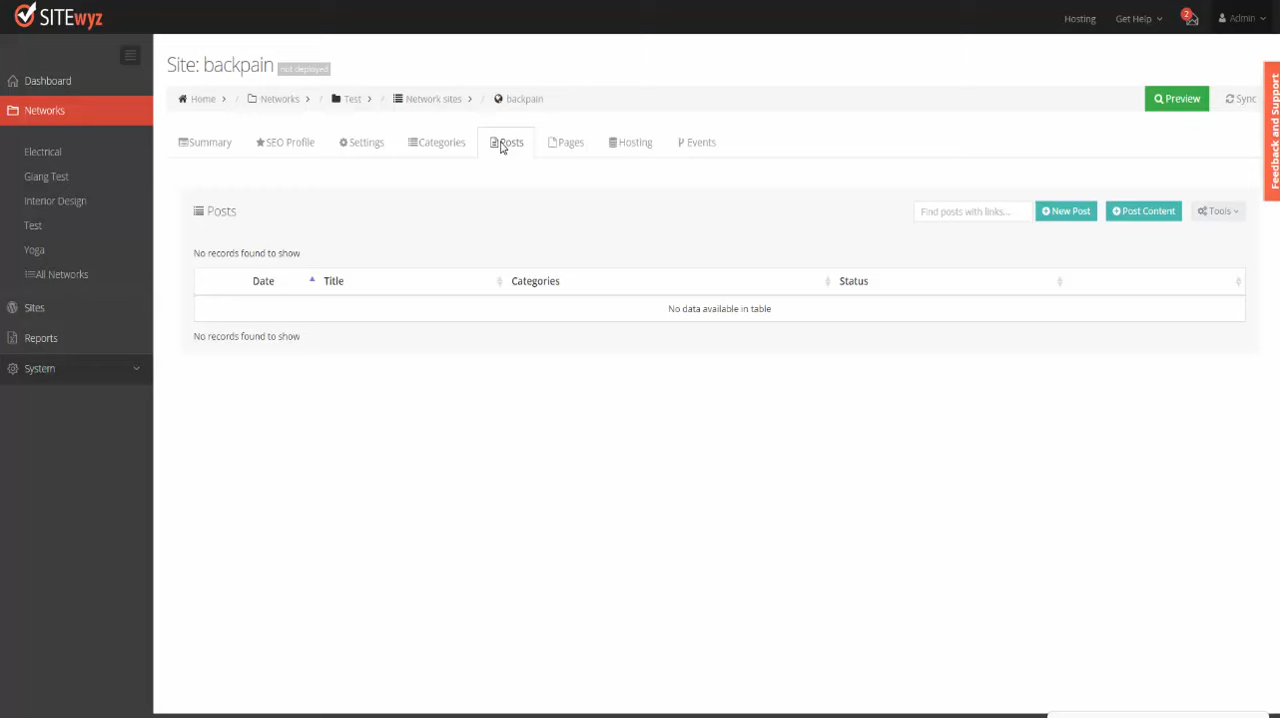 SITEwyz
Hosting
Get Help
2
Admin
Dashboard
Networks
Electrical
Giang Test
Interior Design
Test
Yoga
All Networks
Sites
Reports
System
Site: backpain not deployed
Home / Networks / Test / Network sites / backpain
Preview
Sync
Feedback and Support
Summary
SEO Profile
Settings
Categories
Posts
Pages
Hosting
Events
Posts
Find posts with links...
New Post
Post Content
Tools
No records found to show
Date Title Categories Status
No data available in table
No records found to show